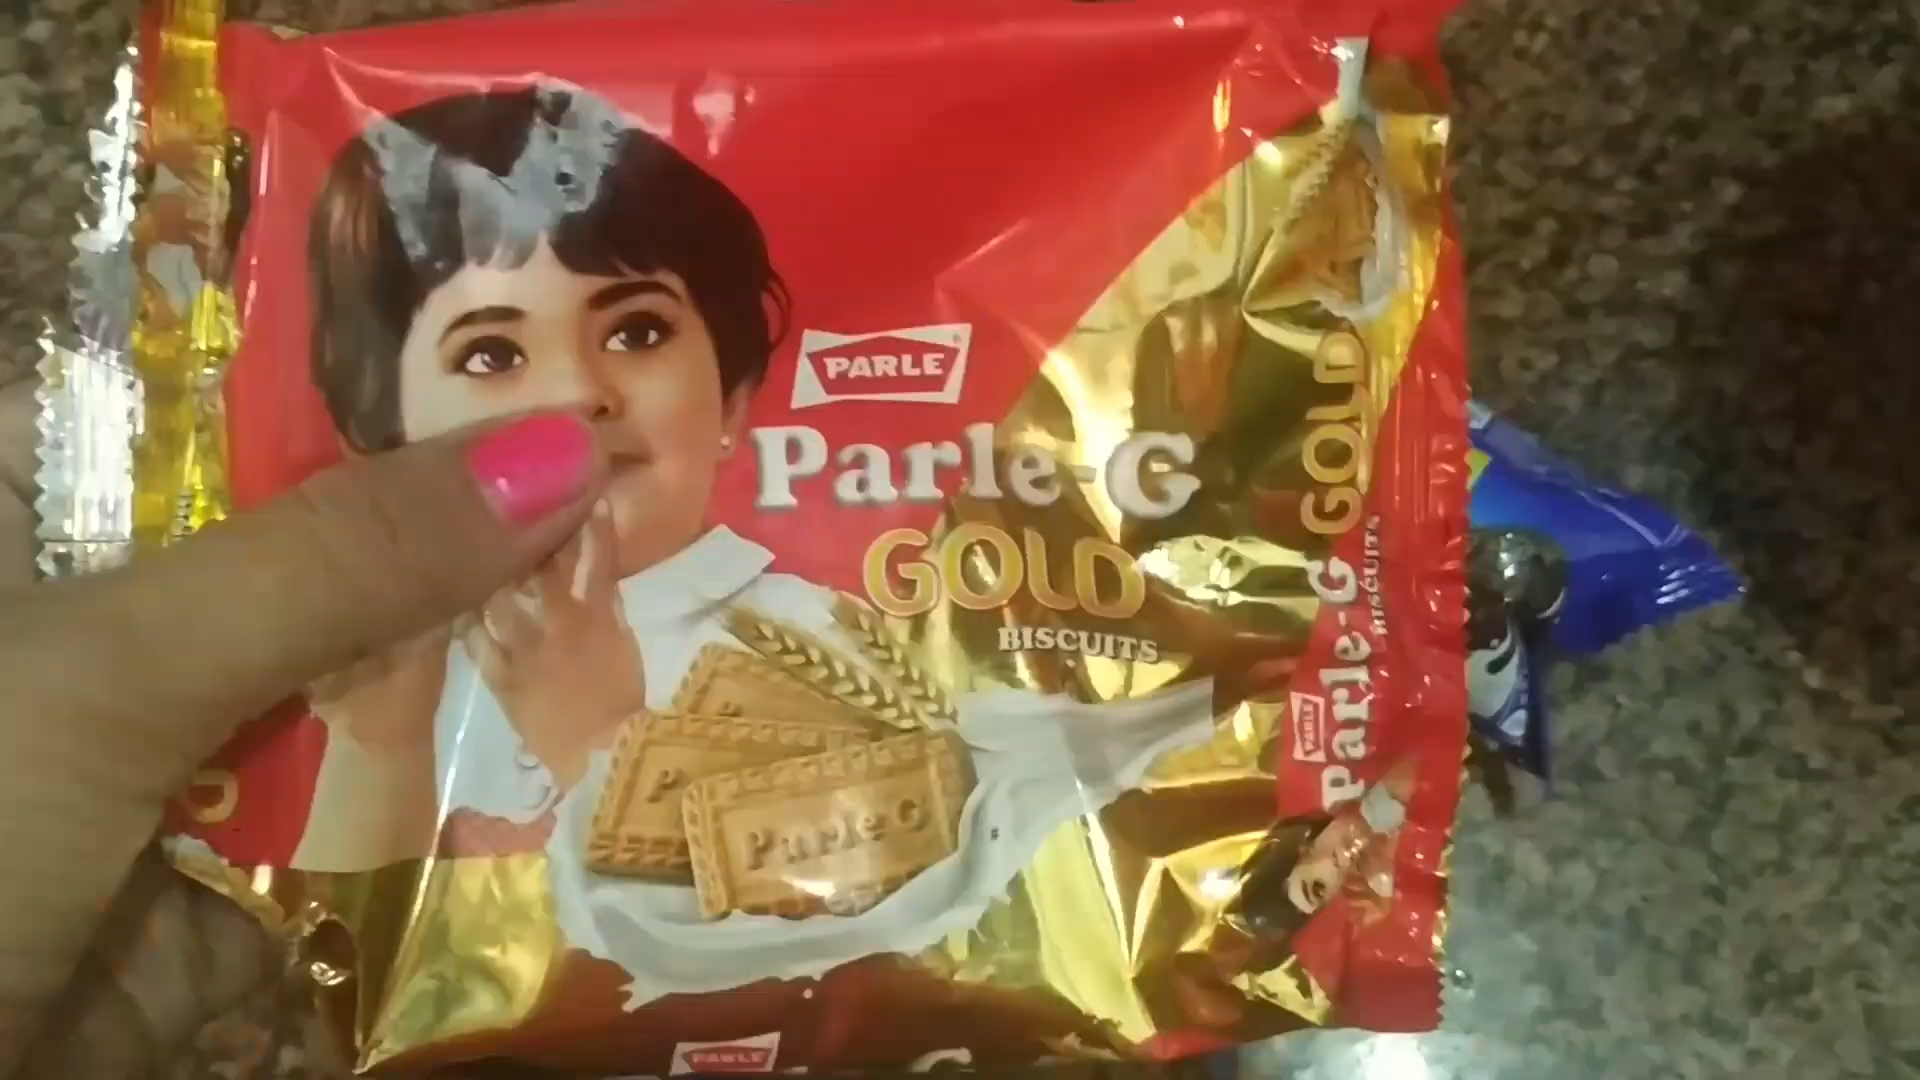 PARLE
Parle-G
GOLD
BISCUITS
Parle G
PARLE
Parle-G GOLD
BISCUITS
PARLE
G